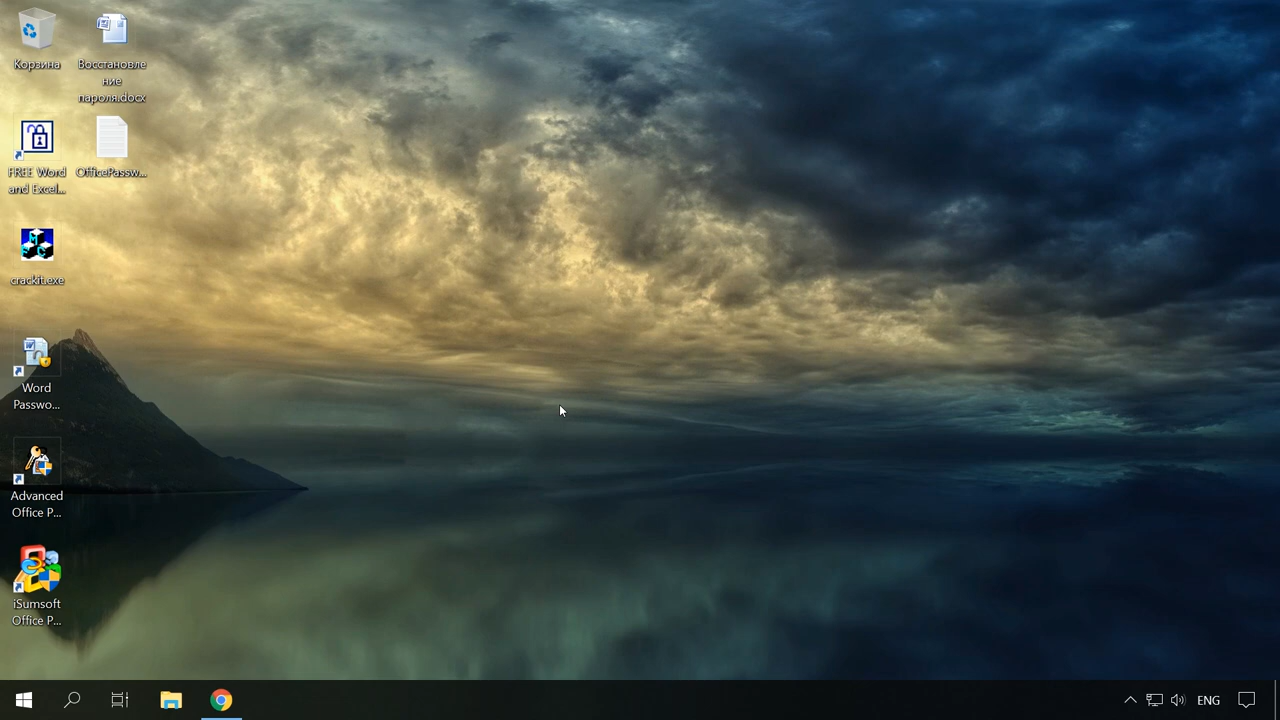 Корзина
Восстановле
ние
пароля.docx
FREE Word
and Excel...
OfficePassw...
crackit.exe
Word
Passwo...
Advanced
Office P...
iSumsoft
Office P...
ENG